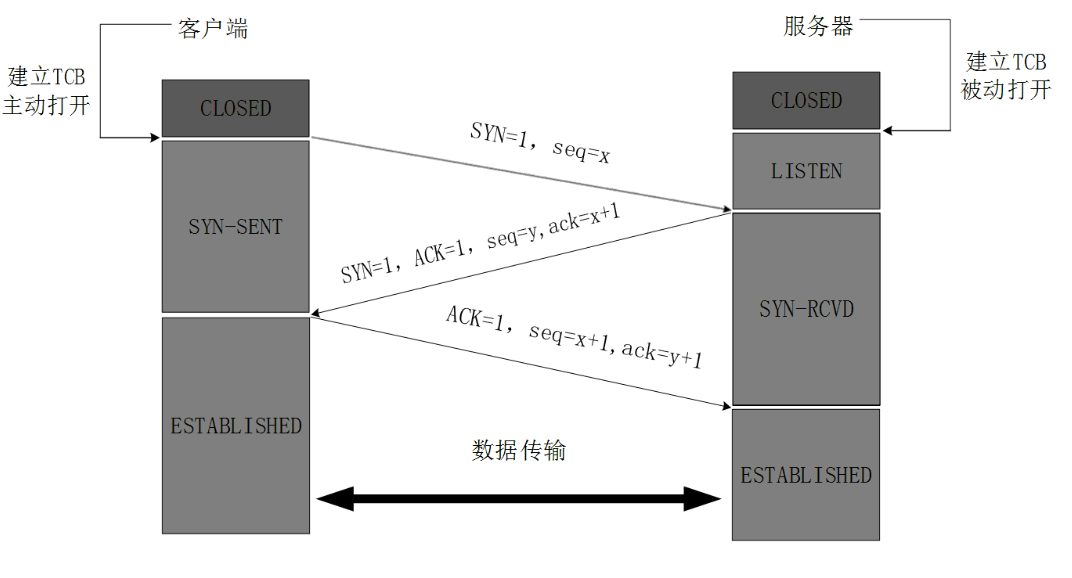 客户端
服务器
建立TCB
主动打开
建立TCB
被动打开
CLOSED
CLOSED
SYN=1, seq=x
LISTEN
SYN-SENT
SYN=1, ACK=1, seq=y,ack=x+1
SYN-RCVD
ACK=1, seq=x+1,ack=y+1
ESTABLISHED
数据传输
ESTABLISHED